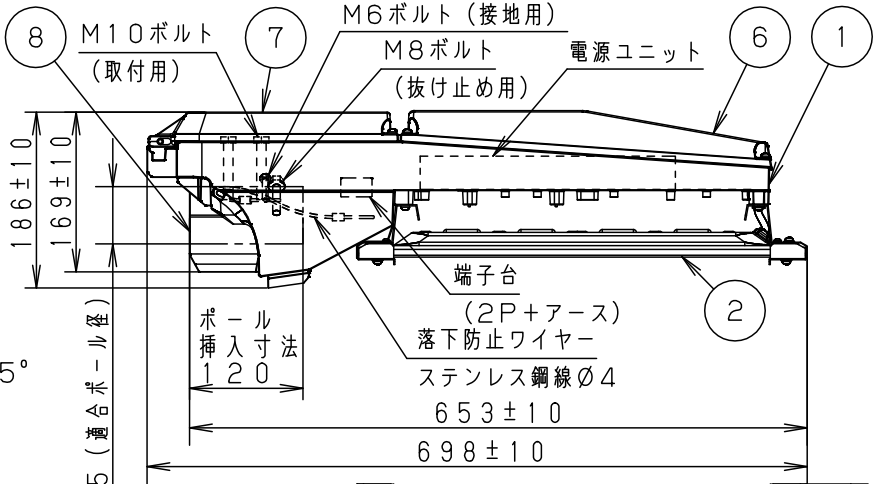 8
M10ボルト
(取付用)
7
M6ボルト(接地用)
M8ボルト
(抜け止め用)
電源ユニット
6
1
186±10
169±10
端子台
(2P+アース)
2
落下防止ワイヤー
ステンレス鋼線Ø4
ポール
挿入寸法
120
5°
5(適合ポール径)
653±10
698±10